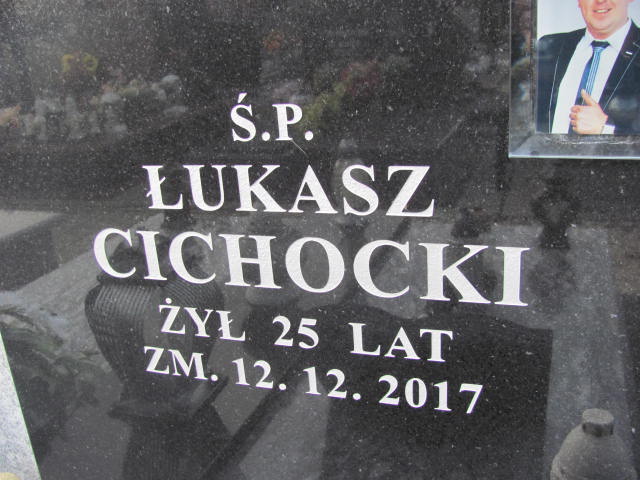 Ś.P.
ŁUKASZ
CICHOCKI
ŻYŁ 25 LAT
ZM. 12. 12. 2017